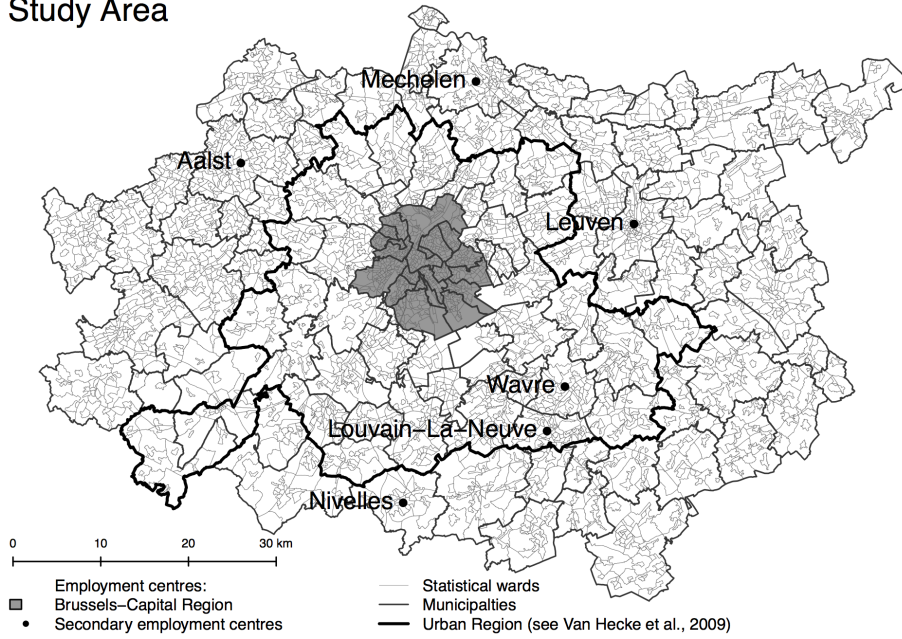 Study Area
Mechelen
Aalst
Leuven
Wavre
Louvain–La–Neuve
Nivelles
0 10 20 30 km
Employment centres:
Brussels–Capital Region
Secondary employment centres
Statistical wards
Municipalties
Urban Region (see Van Hecke et al., 2009)